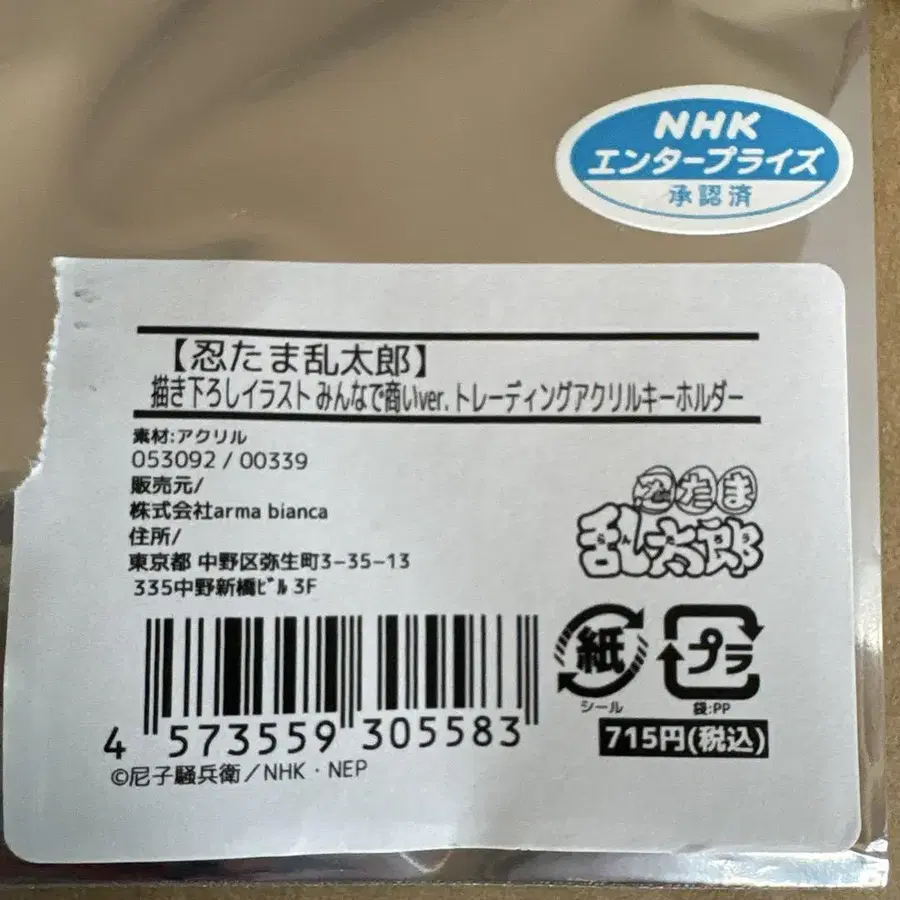 NHK
エンタープライズ
承認済
【忍たま乱太郎】
描き下ろしイラスト みんなで商いver. トレーディングアクリルキーホルダー
素材:アクリル
053092 / 00339
販売元/
株式会社arma bianca
住所/
東京都 中野区弥生町3-35-13
335中野新橋ﾋﾞﾙ 3F
忍たま
乱太郎
らんたろう
紙
シール
プラ
袋:PP
715円(税込)
4 573559 305583
©尼子騒兵衛／NHK・NEP